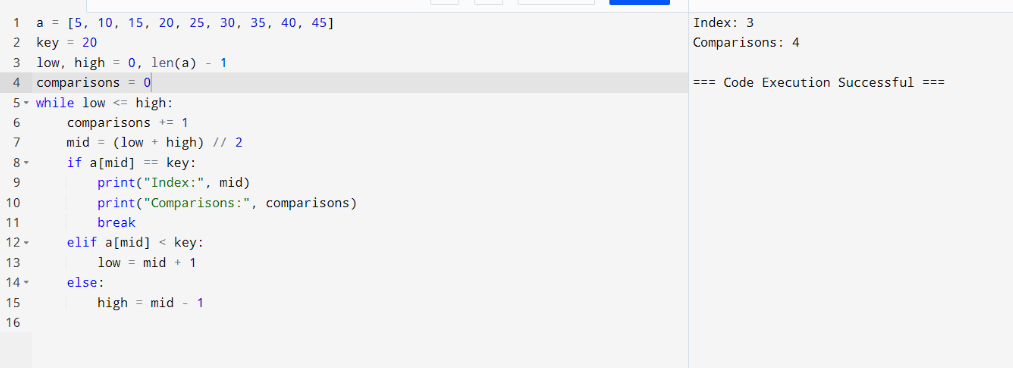 1 a = [5, 10, 15, 20, 25, 30, 35, 40, 45]
2 key = 20
3 low, high = 0, len(a) - 1
4 comparisons = 0
5 while low <= high:
6     comparisons += 1
7     mid = (low + high) // 2
8     if a[mid] == key:
9         print("Index:", mid)
10         print("Comparisons:", comparisons)
11         break
12     elif a[mid] < key:
13         low = mid + 1
14     else:
15         high = mid - 1
16
Index: 3
Comparisons: 4
=== Code Execution Successful ===